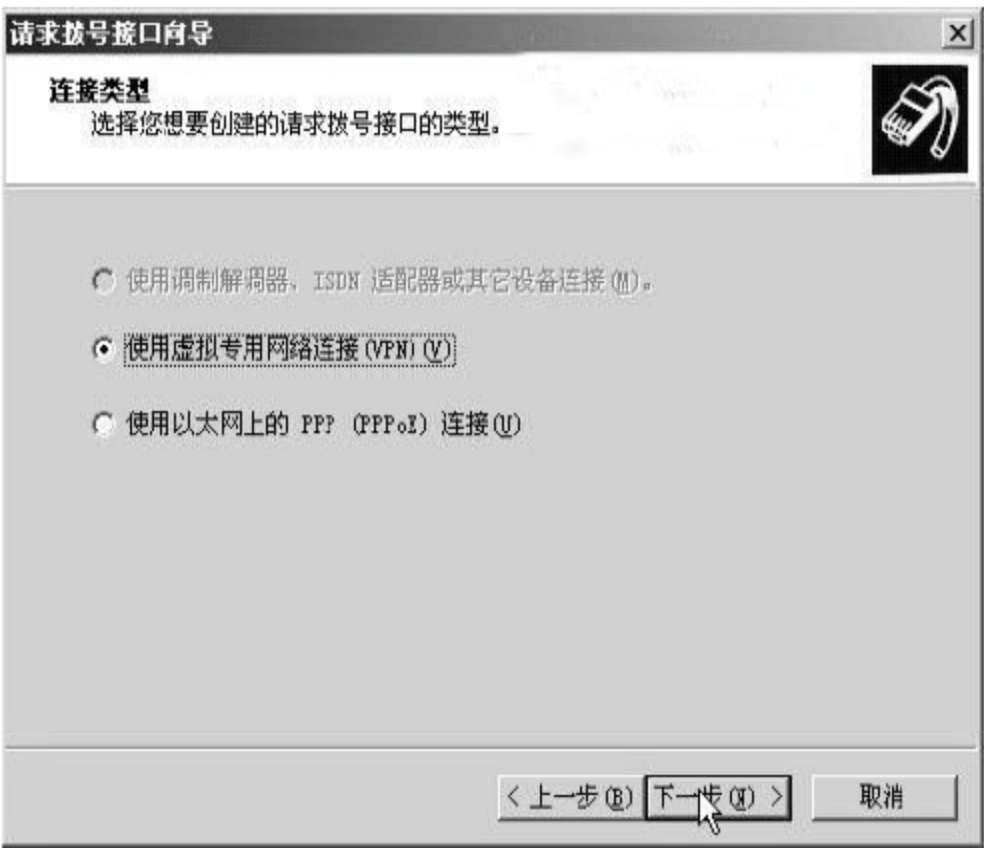 请求拨号接口向导
连接类型
选择您想要创建的请求拨号接口的类型。
使用调制解调器、ISDN 适配器或其它设备连接(M)。
使用虚拟专用网络连接(VPN)(V)
使用以太网上的 PPP (PPPoE) 连接(U)
< 上一步(B) 下一步(N) > 取消